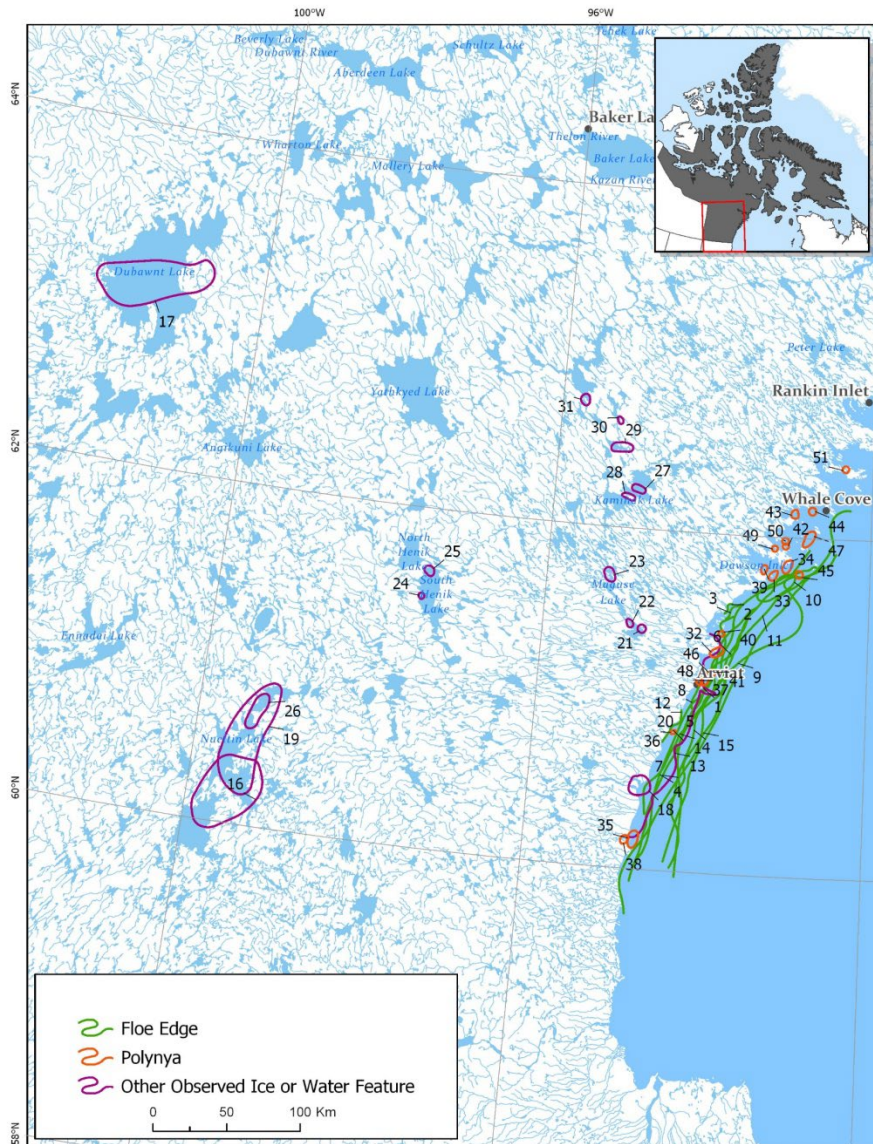 100°W
96°W
64°N
62°N
60°N
58°N
Beverly Lake
Dubawnt River
Aberdeen Lake
Schultz Lake
Tehek Lake
Baker La
Thelon River
Baker Lake
Kazan River
Wharton Lake
Mallery Lake
Dubawnt Lake
17
Peter Lake
Rankin Inlet
Yathkyed Lake
31
30
29
Angikuni Lake
51
28
27
Kaminak Lake
Whale Cove
43
44
North
Henik
Lake
25
49
50
42
47
24
South
Henik
Lake
23
Maguse
Lake
Dawson Inlet
34
39
45
33
10
22
21
3
2
11
Ennadai Lake
32
6
40
46
48
Arviat
9
41
37
8
1
26
19
Nueltin Lake
12
20
5
36
14
15
16
7
13
4
18
35
38
Floe Edge
Polynya
Other Observed Ice or Water Feature
0 50 100 Km